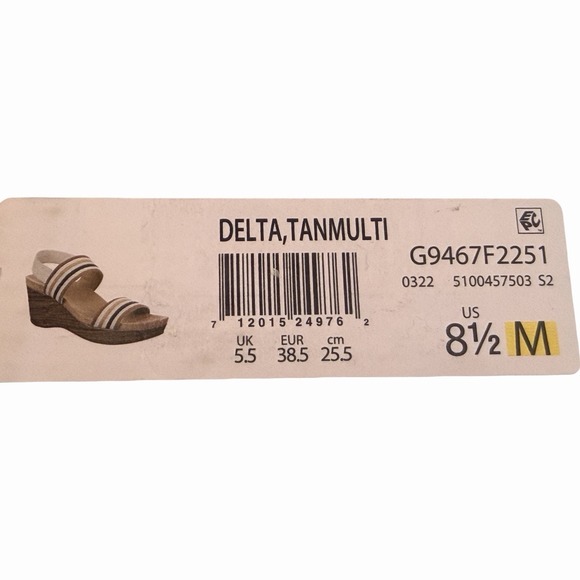 DELTA,TANMULTI
7 12015 24976 2
UK EUR cm
5.5 38.5 25.5
EPC
G9467F2251
0322 5100457503 S2
US
8½ M